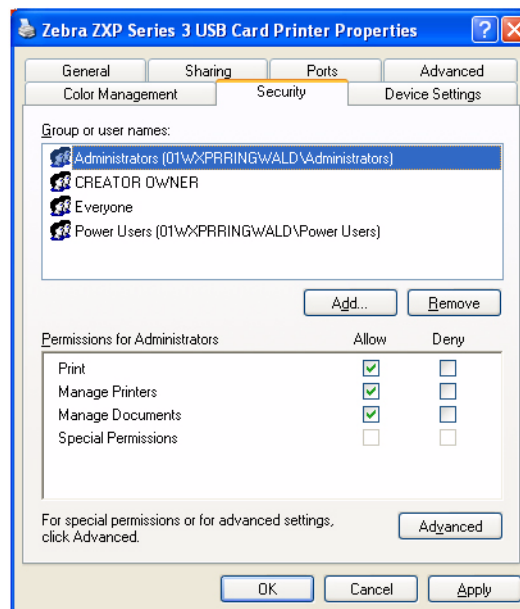 Zebra ZXP Series 3 USB Card Printer Properties
General Sharing Ports Advanced
Color Management Security Device Settings
Group or user names:
Administrators (01WXPRRINGWALD\Administrators)
CREATOR OWNER
Everyone
Power Users (01WXPRRINGWALD\Power Users)
Add... Remove
Permissions for Administrators Allow Deny
Print
Manage Printers
Manage Documents
Special Permissions
For special permissions or for advanced settings,
click Advanced.
Advanced
OK Cancel Apply